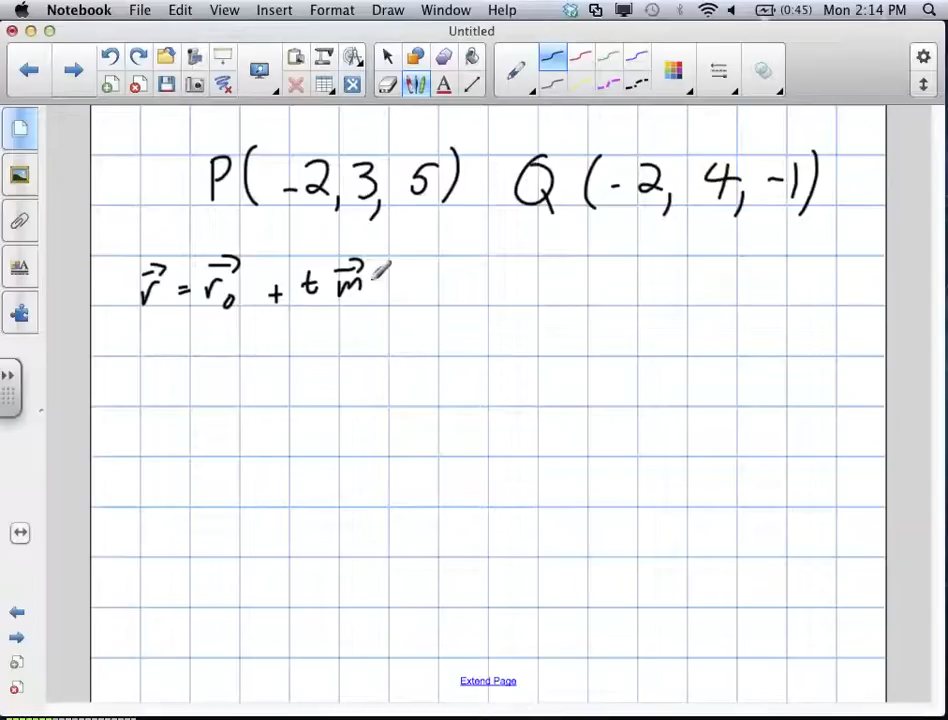 Notebook File Edit View Insert Format Draw Window Help (0:45) Mon 2:14 PM
Untitled
P(-2,3,5) Q(-2, 4, -1)
r⃗ = r⃗₀ + t m⃗
Extend Page